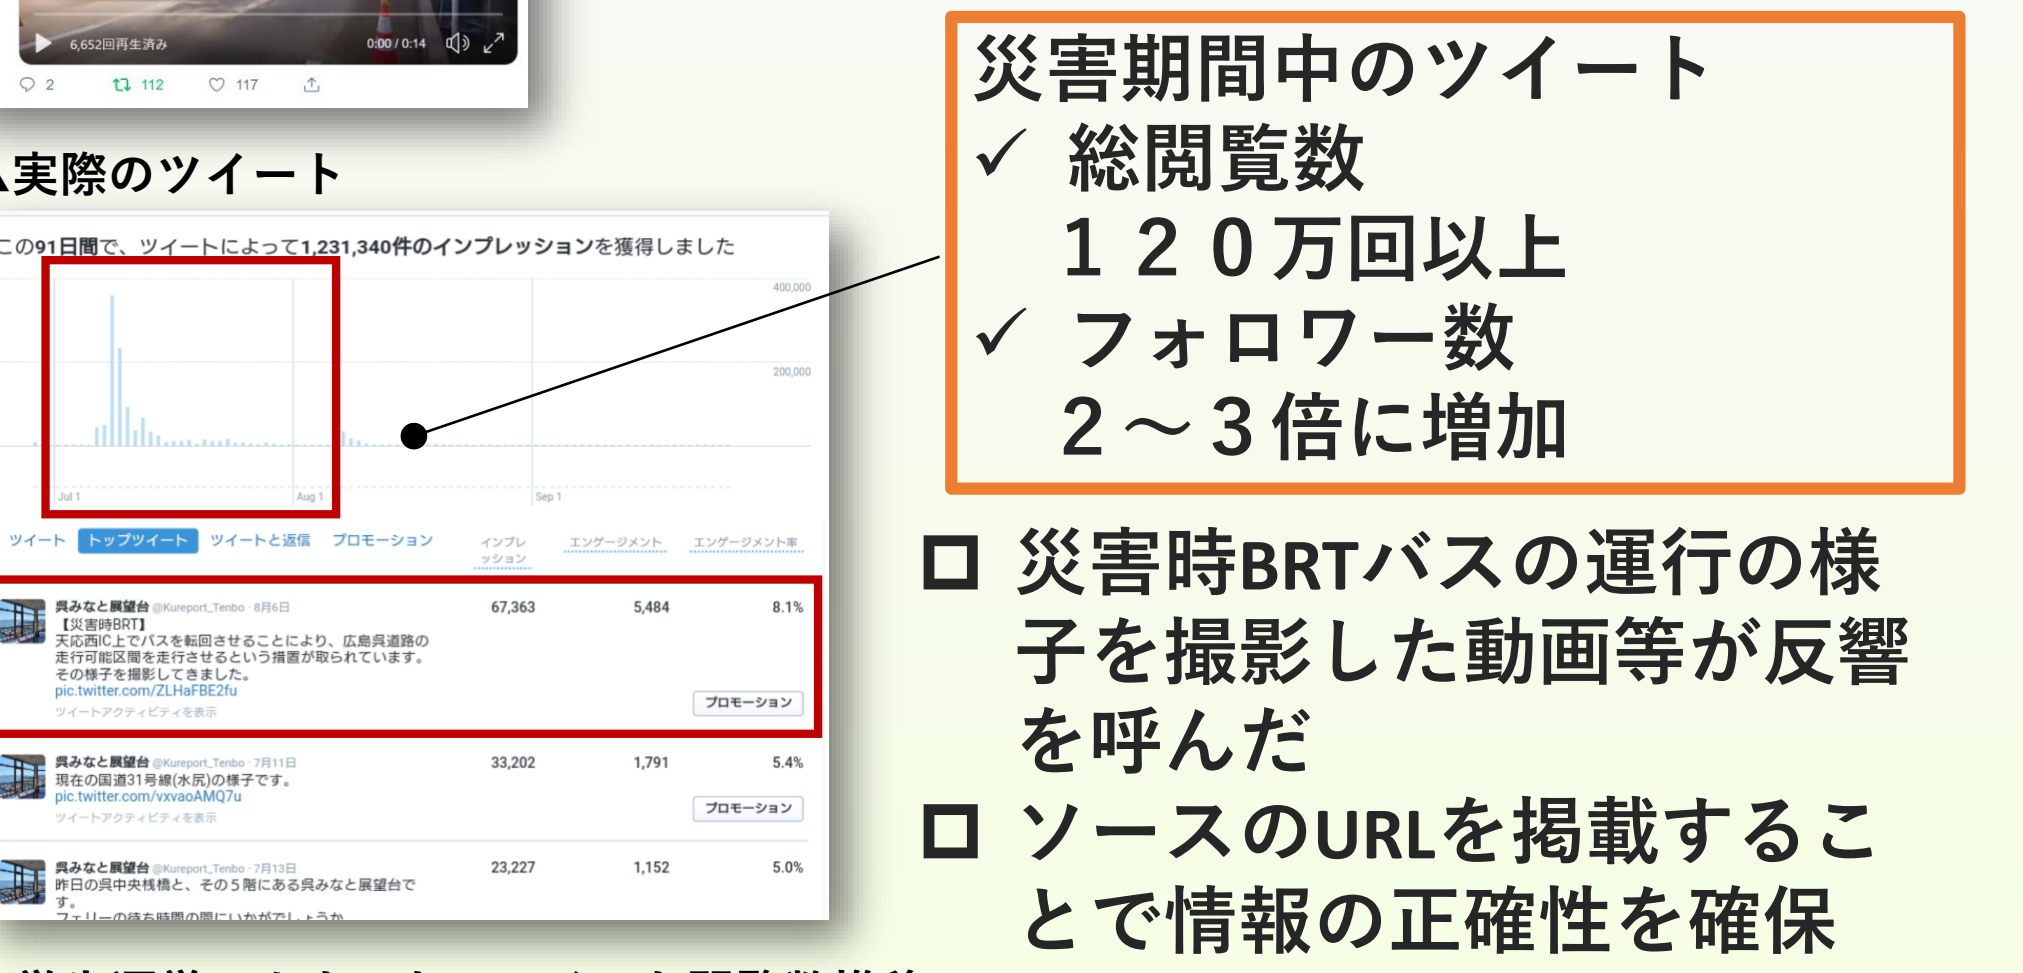 6,652回再生済み
0:00 / 0:14
2
112
117
実際のツイート
この91日間で、ツイートによって1,231,340件のインプレッションを獲得しました
400,000
200,000
Jul 1
Aug 1
Sep 1
ツイート トップツイート ツイートと返信 プロモーション
インプレ
ッション
エンゲージメント
エンゲージメント率
呉みなと展望台 @Kureport_Tenbo · 8月6日
67,363
5,484
8.1%
【災害時BRT】
天応西IC上でバスを転回させることにより、広島呉道路の
走行可能区間を走行させるという措置が取られています。
その様子を撮影してきました。
pic.twitter.com/ZLHaFBE2fu
ツイートアクティビティを表示
プロモーション
呉みなと展望台 @Kureport_Tenbo · 7月11日
33,202
1,791
5.4%
現在の国道31号線(水尻)の様子です。
pic.twitter.com/vxvaoAMQ7u
ツイートアクティビティを表示
プロモーション
呉みなと展望台 @Kureport_Tenbo · 7月13日
23,227
1,152
5.0%
昨日の呉中央桟橋と、その５階にある呉みなと展望台で
す。
フェリーの待ち時間の間にいかがでしょうか
災害期間中のツイート
✓ 総閲覧数
１２０万回以上
✓ フォロワー数
２～３倍に増加
災害時BRTバスの運行の様
子を撮影した動画等が反響
を呼んだ
ソースのURLを掲載するこ
とで情報の正確性を確保